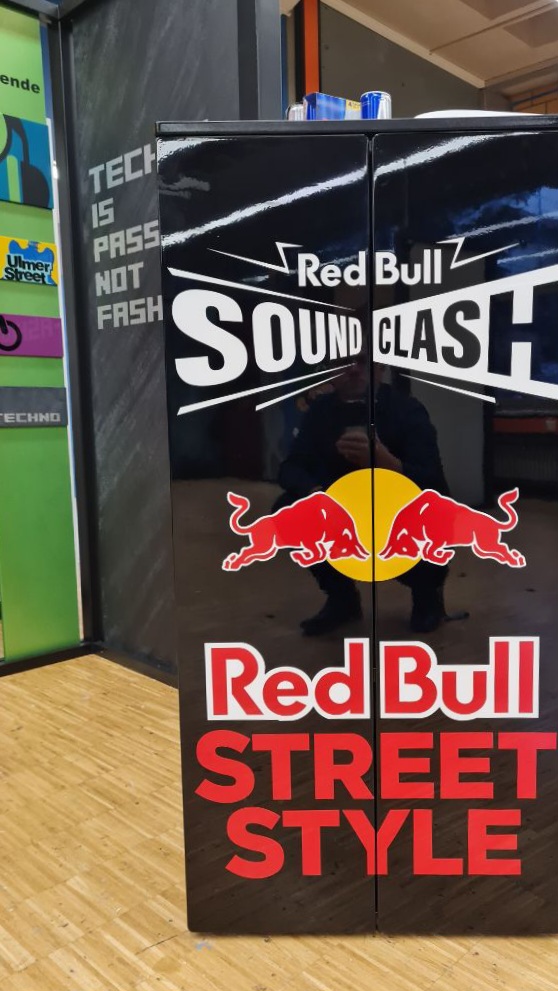 ende
Ulmer
Street
TECHNO
TECH
IS
PASS
NOT
FASH
Red Bull
SOUND CLASH
Red Bull
STREET
STYLE